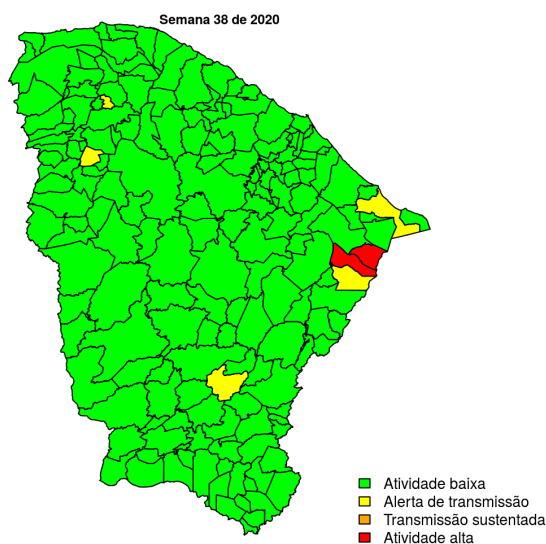 Semana 38 de 2020
Atividade baixa
Alerta de transmissão
Transmissão sustentada
Atividade alta